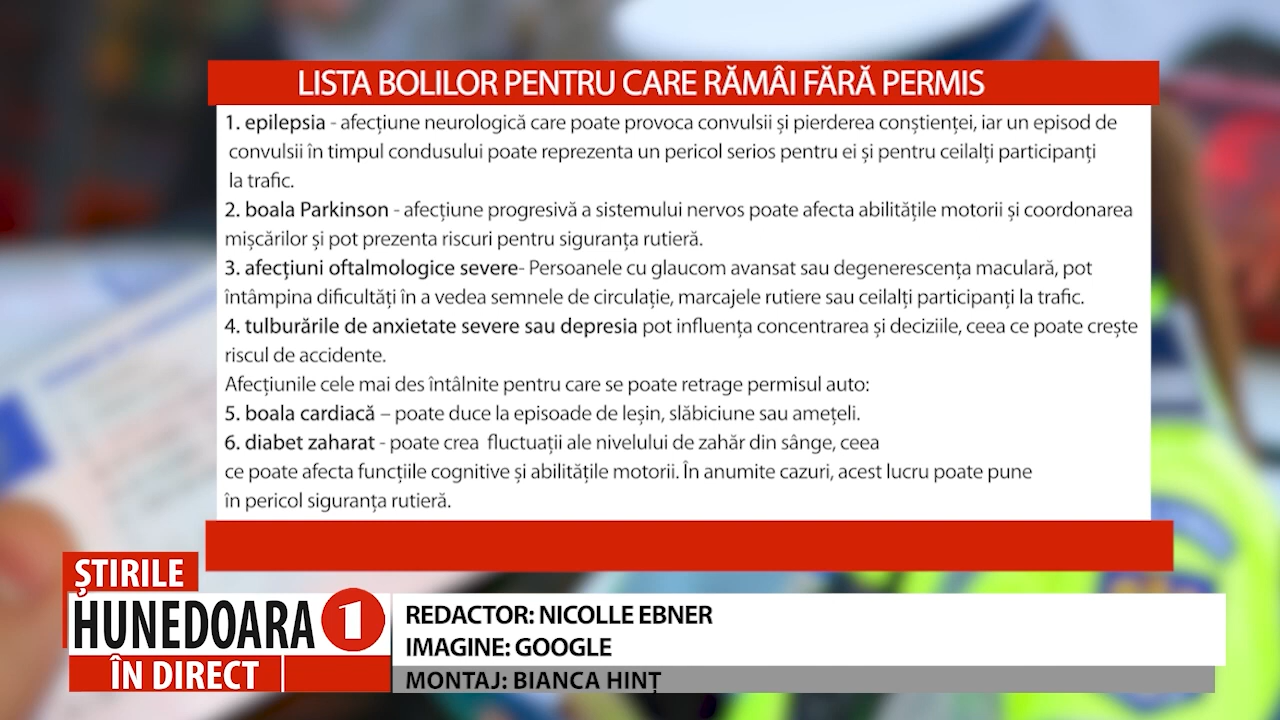 LISTA BOLILOR PENTRU CARE RĂMÂI FĂRĂ PERMIS
1. epilepsia - afecțiune neurologică care poate provoca convulsii și pierderea conștienței, iar un episod de
convulsii în timpul condusului poate reprezenta un pericol serios pentru ei și pentru ceilalți participanți
la trafic.
2. boala Parkinson - afecțiune progresivă a sistemului nervos poate afecta abilitățile motorii și coordonarea
mișcărilor și pot prezenta riscuri pentru siguranța rutieră.
3. afecțiuni oftalmologice severe- Persoanele cu glaucom avansat sau degenerescența maculară, pot
întâmpina dificultăți în a vedea semnele de circulație, marcajele rutiere sau ceilalți participanți la trafic.
4. tulburările de anxietate severe sau depresia pot influența concentrarea și deciziile, ceea ce poate crește
riscul de accidente.
Afecțiunile cele mai des întâlnite pentru care se poate retrage permisul auto:
5. boala cardiacă – poate duce la episoade de leșin, slăbiciune sau amețeli.
6. diabet zaharat - poate crea fluctuații ale nivelului de zahăr din sânge, ceea
ce poate afecta funcțiile cognitive și abilitățile motorii. În anumite cazuri, acest lucru poate pune
în pericol siguranța rutieră.
ȘTIRILE
HUNEDOARA 1
ÎN DIRECT
REDACTOR: NICOLLE EBNER
IMAGINE: GOOGLE
MONTAJ: BIANCA HINȚ